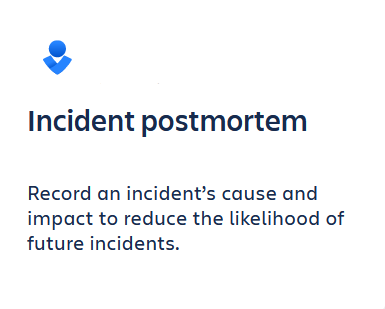 Incident postmortem
Record an incident’s cause and
impact to reduce the likelihood of
future incidents.